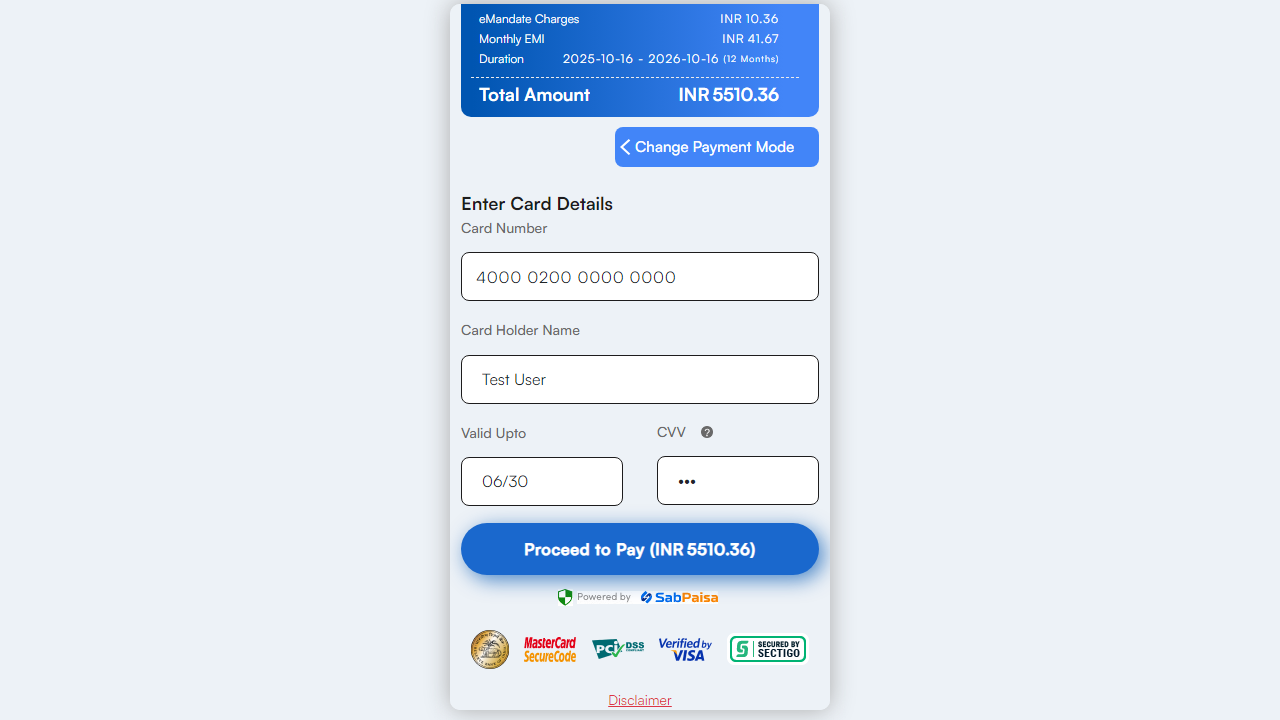 eMandate Charges INR 10.36
Monthly EMI INR 41.67
Duration 2025-10-16 - 2026-10-16 (12 Months)
Total Amount INR 5510.36
Change Payment Mode
Enter Card Details
Card Number
4000 0200 0000 0000
Card Holder Name
Test User
Valid Upto CVV ?
06/30 •••
Proceed to Pay (INR 5510.36)
Powered by SabPaisa
MasterCard SecureCode
PCI DSS COMPLIANT
Verified by VISA
SECURED BY SECTIGO
Disclaimer